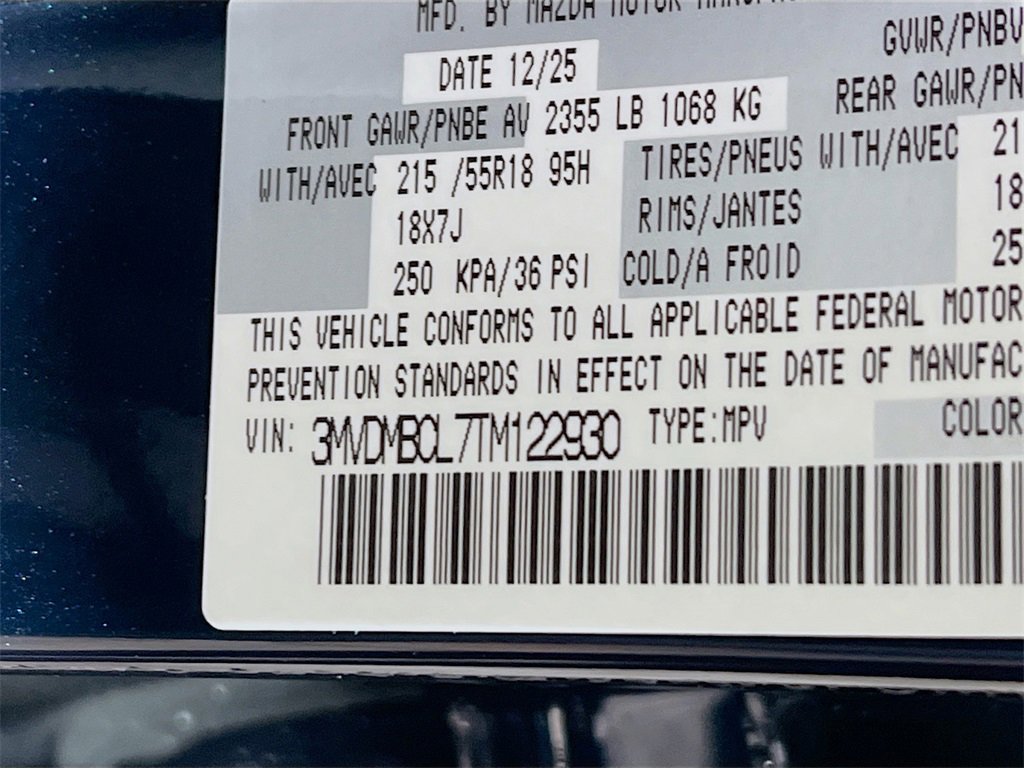 MFD. BY MAZDA MOTOR
GVWR/PNBV
DATE 12/25
FRONT GAWR/PNBE AV 2355 LB 1068 KG REAR GAWR/PN
WITH/AVEC 215 /55R18 95H TIRES/PNEUS WITH/AVEC 21
18X7J RIMS/JANTES 18
250 KPA/36 PSI COLD/A FROID 25
THIS VEHICLE CONFORMS TO ALL APPLICABLE FEDERAL MOTOR
PREVENTION STANDARDS IN EFFECT ON THE DATE OF MANUFAC
VIN: 3MVDMBCL7TM122930 TYPE:MPV COLOR